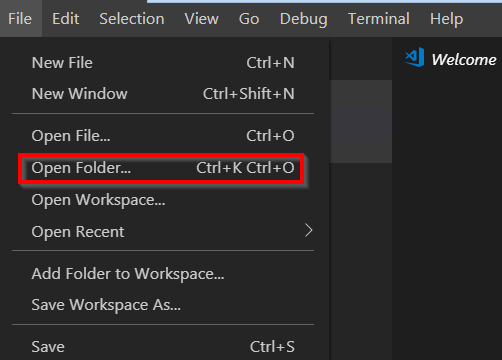 File Edit Selection View Go Debug Terminal Help
Welcome
New File Ctrl+N
New Window Ctrl+Shift+N
Open File... Ctrl+O
Open Folder... Ctrl+K Ctrl+O
Open Workspace...
Open Recent
Add Folder to Workspace...
Save Workspace As...
Save Ctrl+S